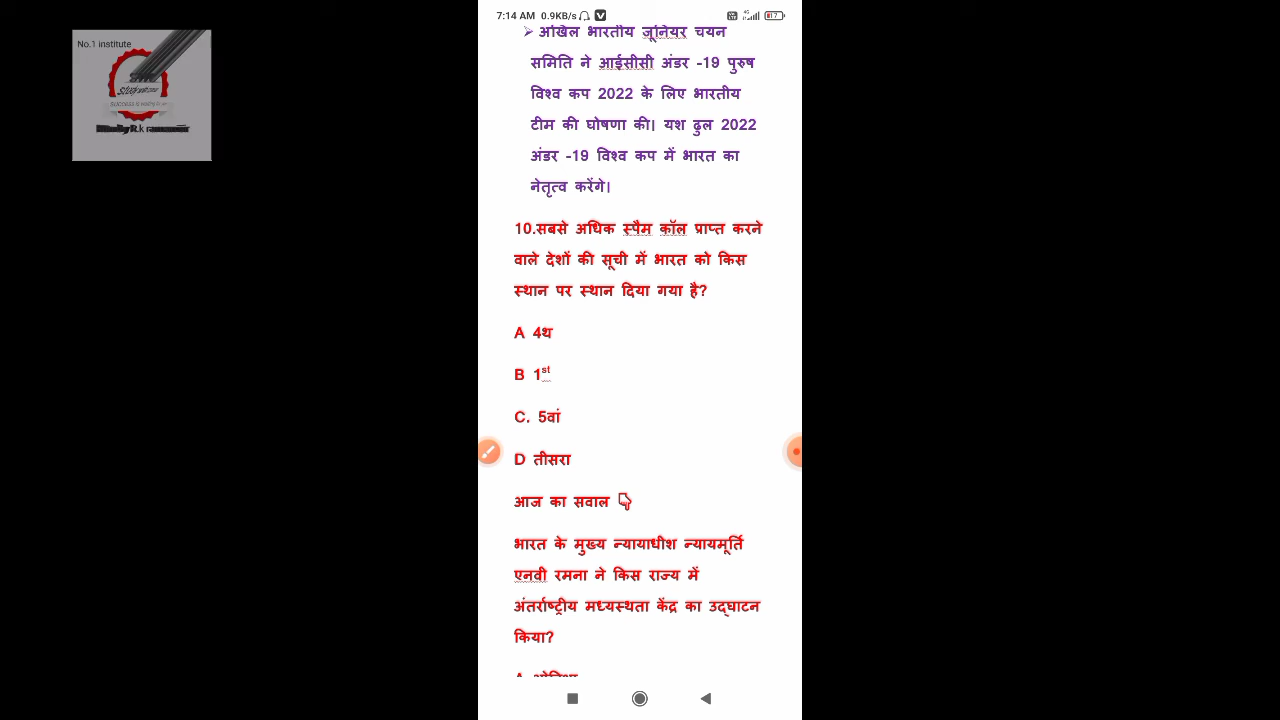 7:14 AM 0.9KB/s
No.1 institute
SUCCESS
➢ अखिल भारतीय जूनियर चयन
समिति ने आईसीसी अंडर -19 पुरुष
विश्व कप 2022 के लिए भारतीय
टीम की घोषणा की। यश ढुल 2022
अंडर -19 विश्व कप में भारत का
नेतृत्व करेंगे।
10.सबसे अधिक स्पैम कॉल प्राप्त करने
वाले देशों की सूची में भारत को किस
स्थान पर स्थान दिया गया है?
A 4थ
B 1st
C. 5वां
D तीसरा
आज का सवाल
भारत के मुख्य न्यायाधीश न्यायमूर्ति
एनवी रमना ने किस राज्य में
अंतर्राष्ट्रीय मध्यस्थता केंद्र का उद्घाटन
किया?